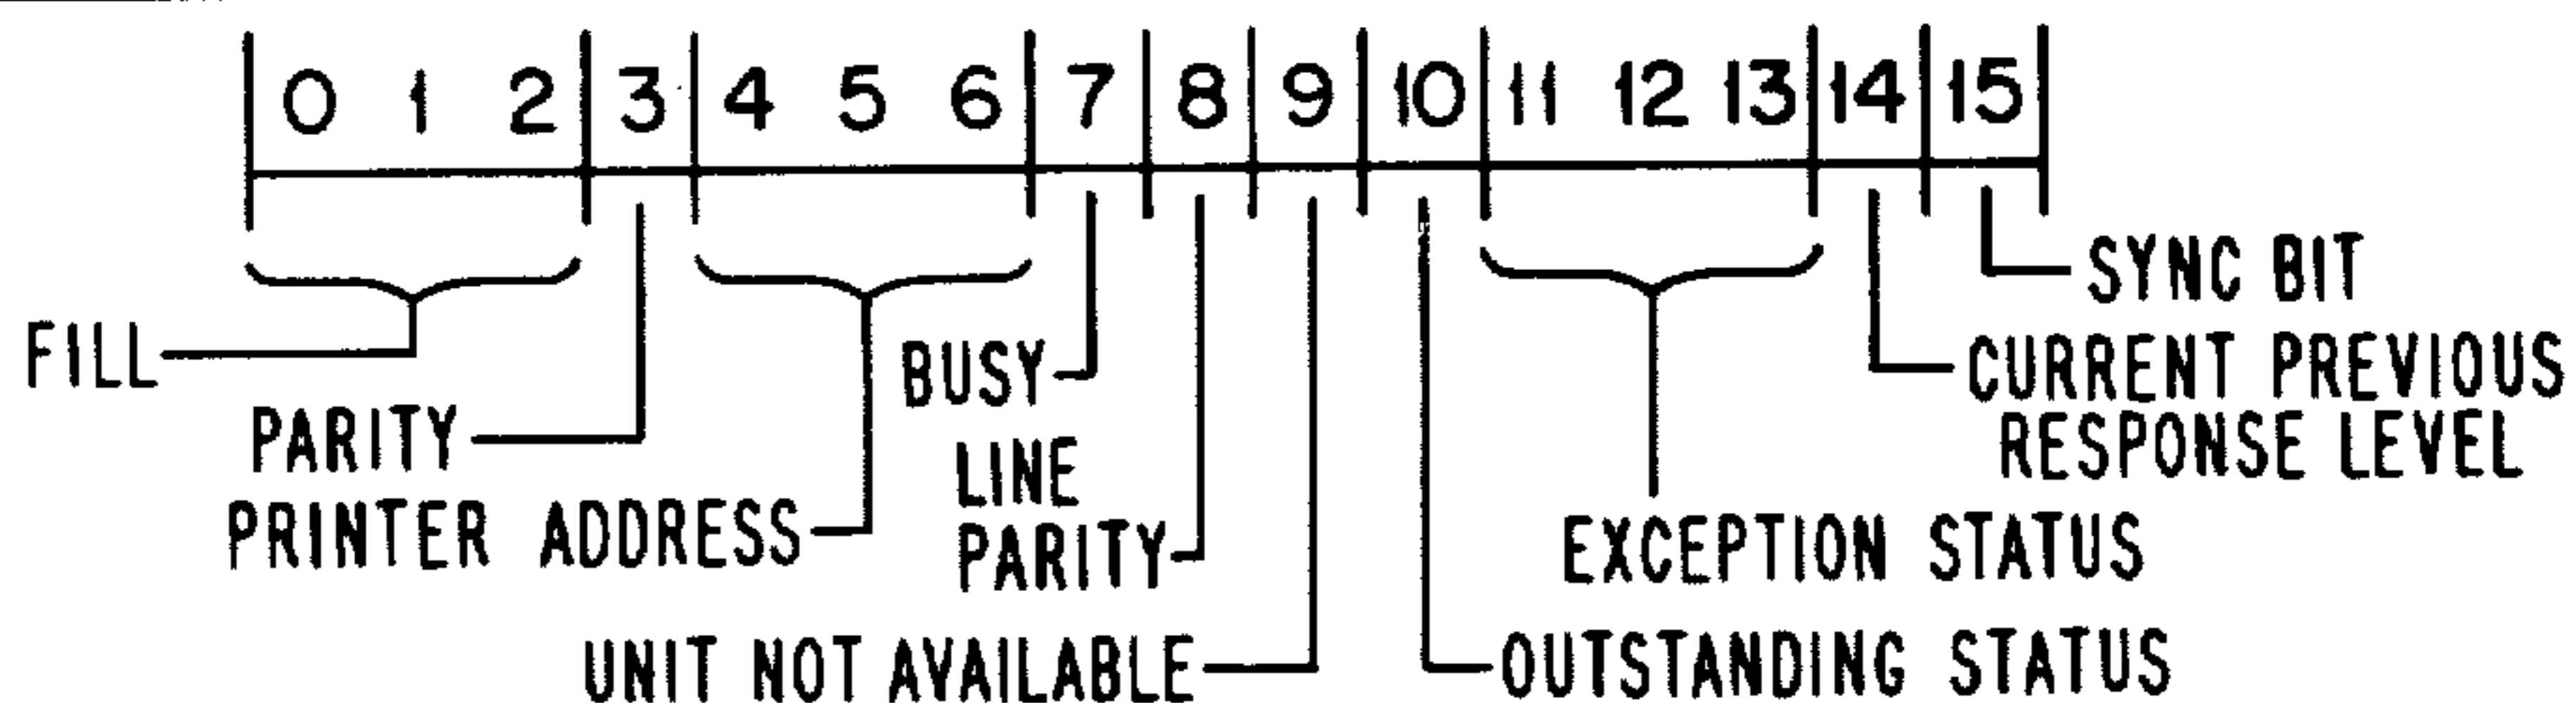 0 1 2 3 4 5 6 7 8 9 10 11 12 13 14 15
SYNC BIT
FILL
BUSY
CURRENT PREVIOUS
RESPONSE LEVEL
PARITY
LINE
PARITY
PRINTER ADDRESS
EXCEPTION STATUS
UNIT NOT AVAILABLE
OUTSTANDING STATUS